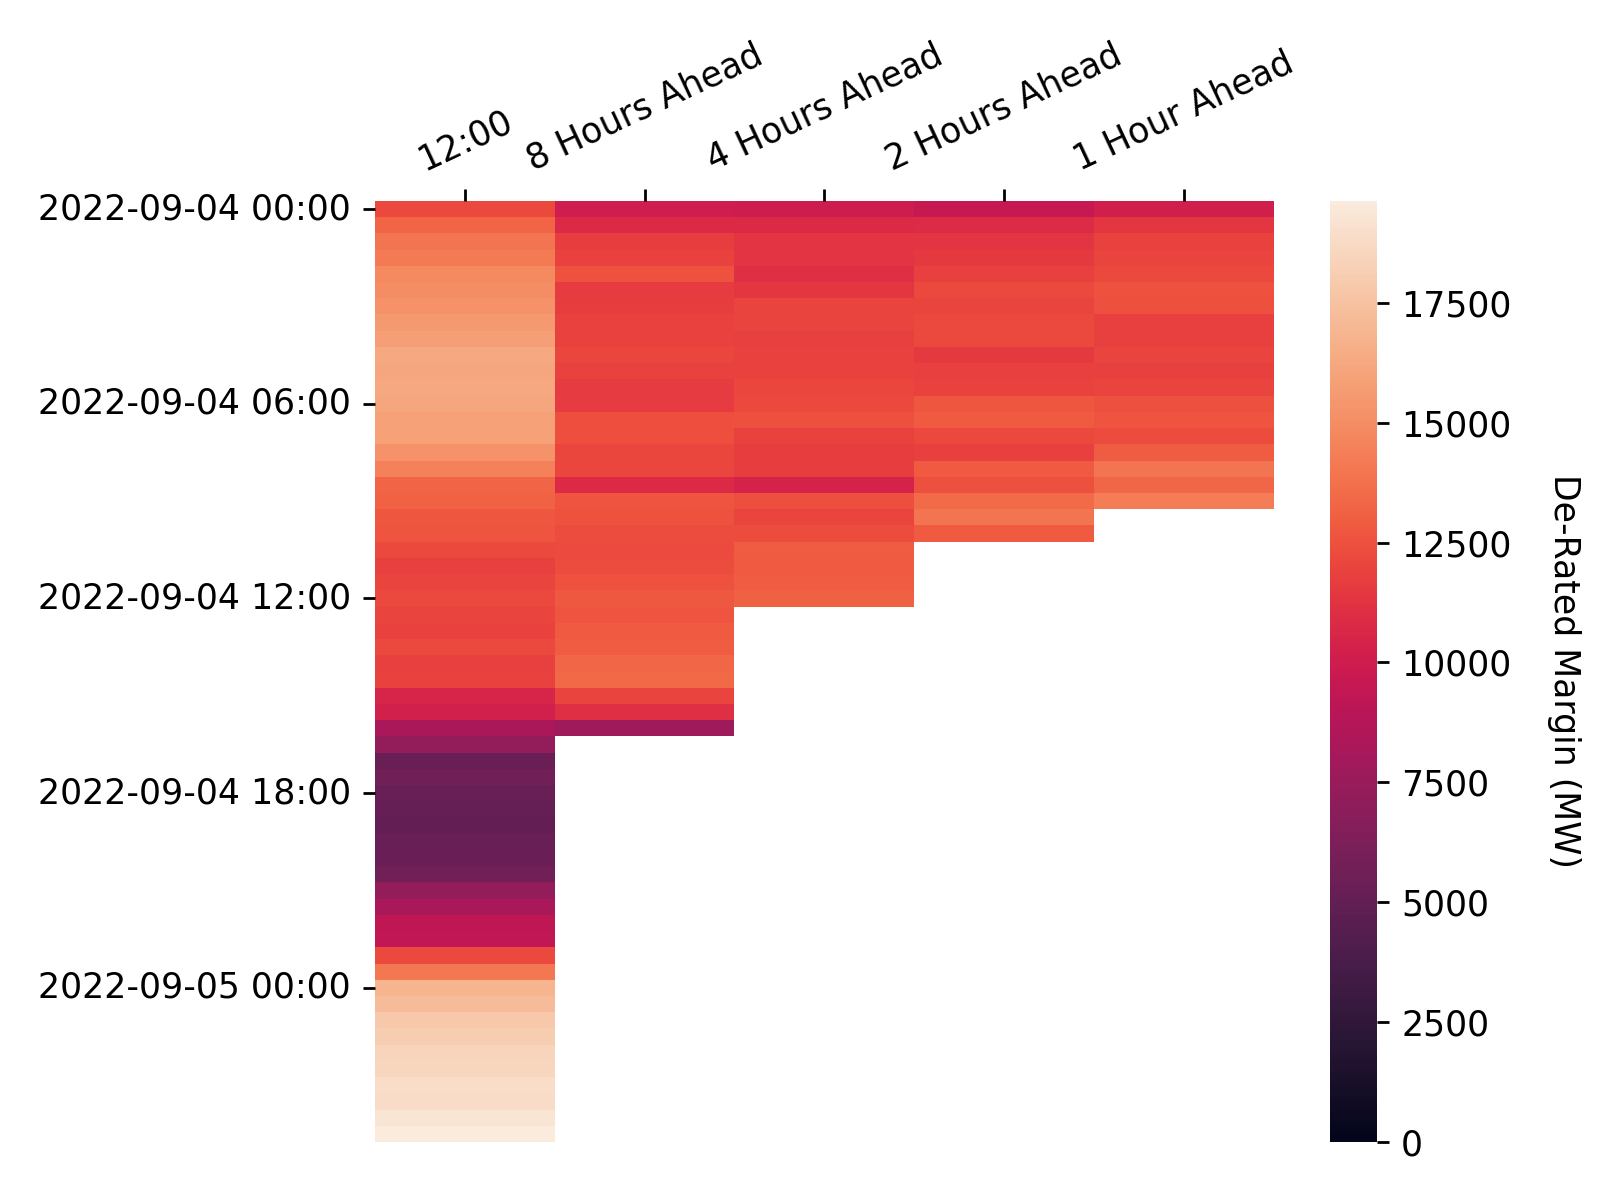 12:00
8 Hours Ahead
4 Hours Ahead
2 Hours Ahead
1 Hour Ahead
2022-09-04 00:00
2022-09-04 06:00
2022-09-04 12:00
2022-09-04 18:00
2022-09-05 00:00
17500
15000
12500
10000
7500
5000
2500
0
De-Rated Margin (MW)